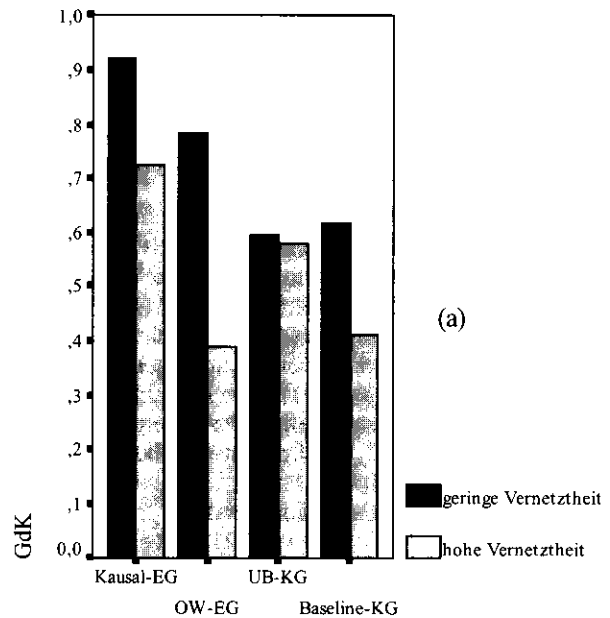 1,0
,9
,8
,7
,6
,5
,4
,3
,2
,1
0,0
GdK
Kausal-EG
OW-EG
UB-KG
Baseline-KG
(a)
geringe Vernetztheit
hohe Vernetztheit